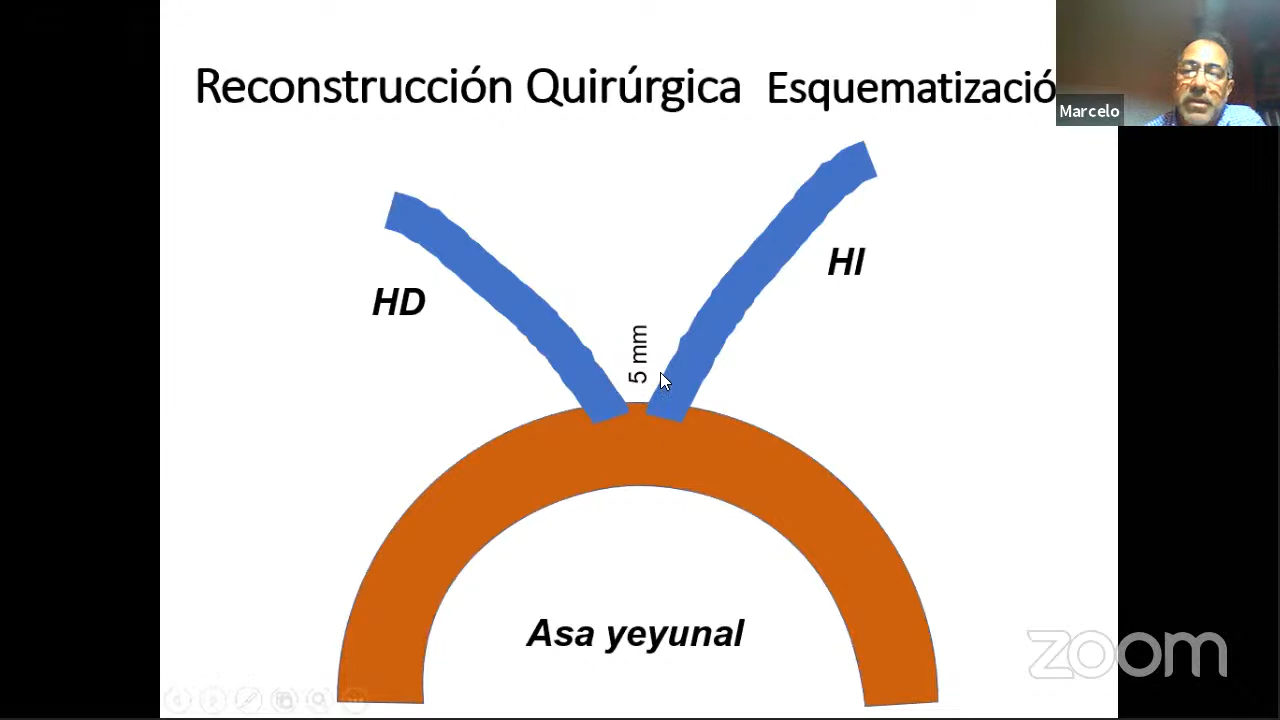 Reconstrucción Quirúrgica Esquematizació
Marcelo
HI
HD
5 mm
Asa yeyunal
zoom